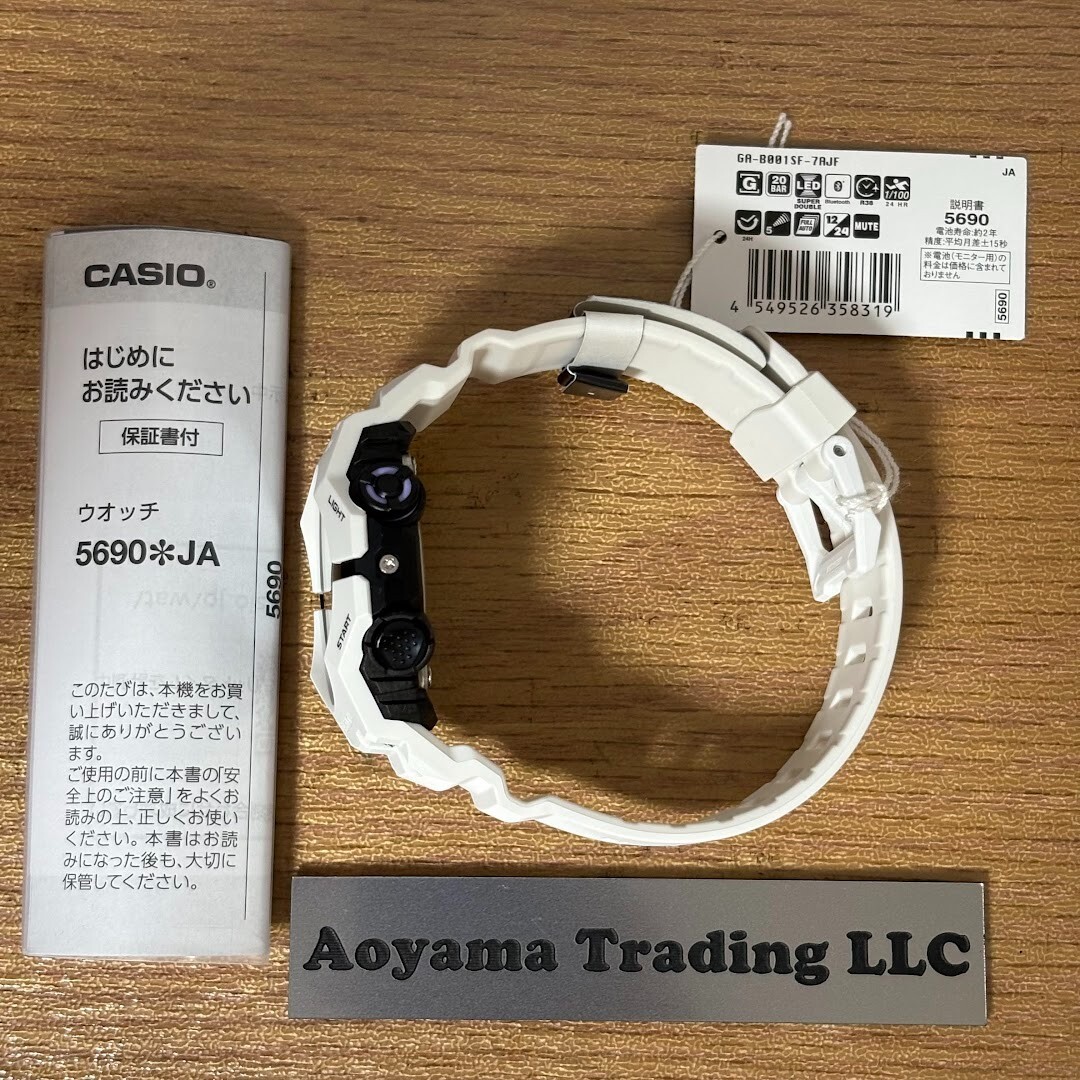 CASIO®
はじめに
お読みください
保証書付
ウオッチ
5690✻JA
5690
このたびは、本機をお買
い上げいただきまして、
誠にありがとうござい
ます。
ご使用の前に本書の「安
全上のご注意」をよくお
読みの上、正しくお使い
ください。本書はお読
みになった後も、大切に
保管してください。
LIGHT
START
GA-B001SF-7AJF
JA
G
20
BAR
LED
SUPER
DOUBLE
Bluetooth
R38
1/100
24 HR
24H
5
FULL
AUTO
12/24
MUTE
説明書
5690
電池寿命:約2年
精度:平均月差±15秒
※電池(モニター用)の
料金は価格に含まれて
おりません
5690
4 549526 358319
Aoyama Trading LLC